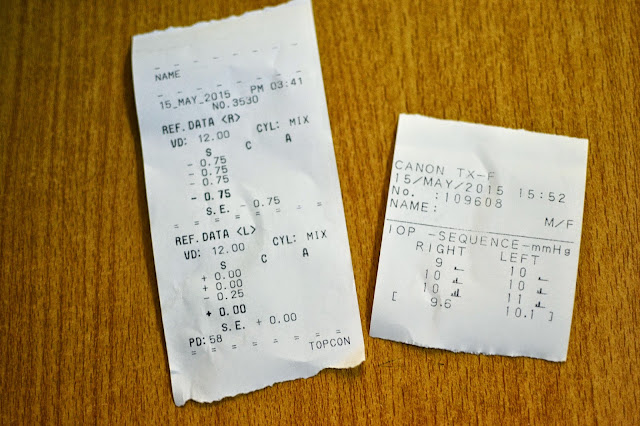 NAME
15_MAY_2015 PM 03:41
NO.3530
REF.DATA <R>
VD: 12.00 CYL: MIX
S C A
- 0.75
- 0.75
- 0.75
- 0.75
S.E. - 0.75
REF.DATA <L>
VD: 12.00 CYL: MIX
S C A
+ 0.00
+ 0.00
- 0.25
+ 0.00
S.E. + 0.00
PD: 58
TOPCON
CANON TX-F
15/MAY/2015 15:52
No. :109608
NAME: M/F
IOP -SEQUENCE-mmHg
RIGHT LEFT
9 10
10 10
10 11
[ 9.6 10.1 ]